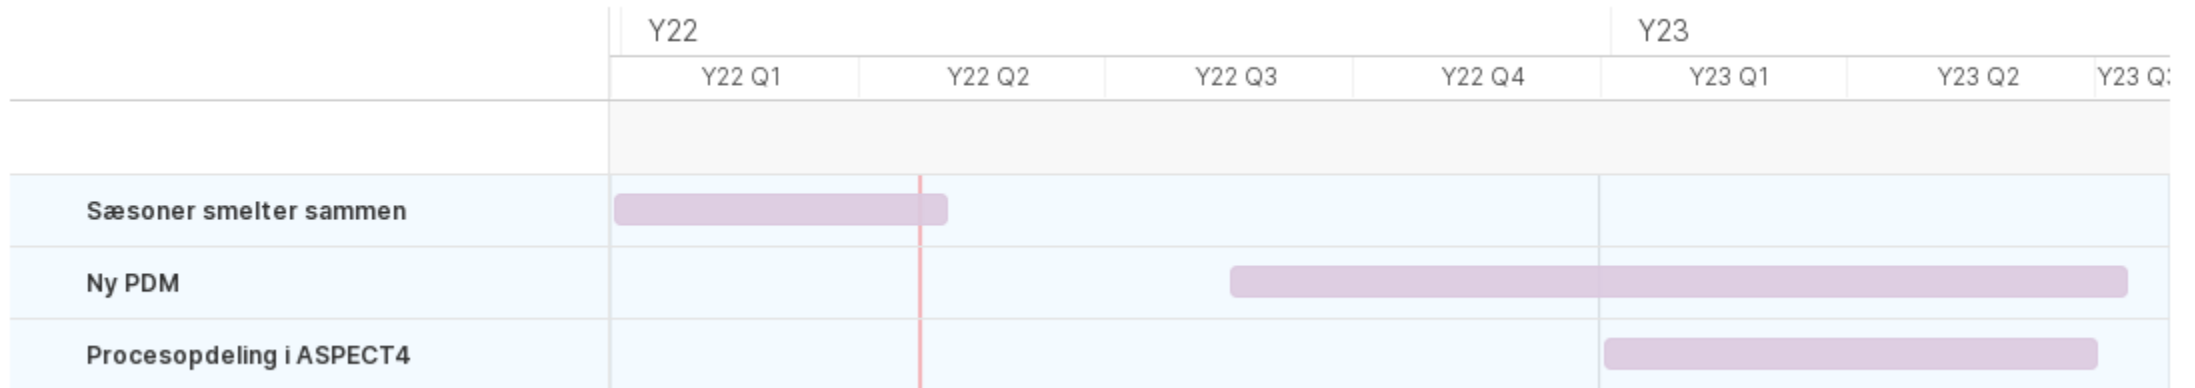 Y22
Y23
Y22 Q1
Y22 Q2
Y22 Q3
Y22 Q4
Y23 Q1
Y23 Q2
Y23
Sæsoner smelter sammen
Ny PDM
Procesopdeling i ASPECT4